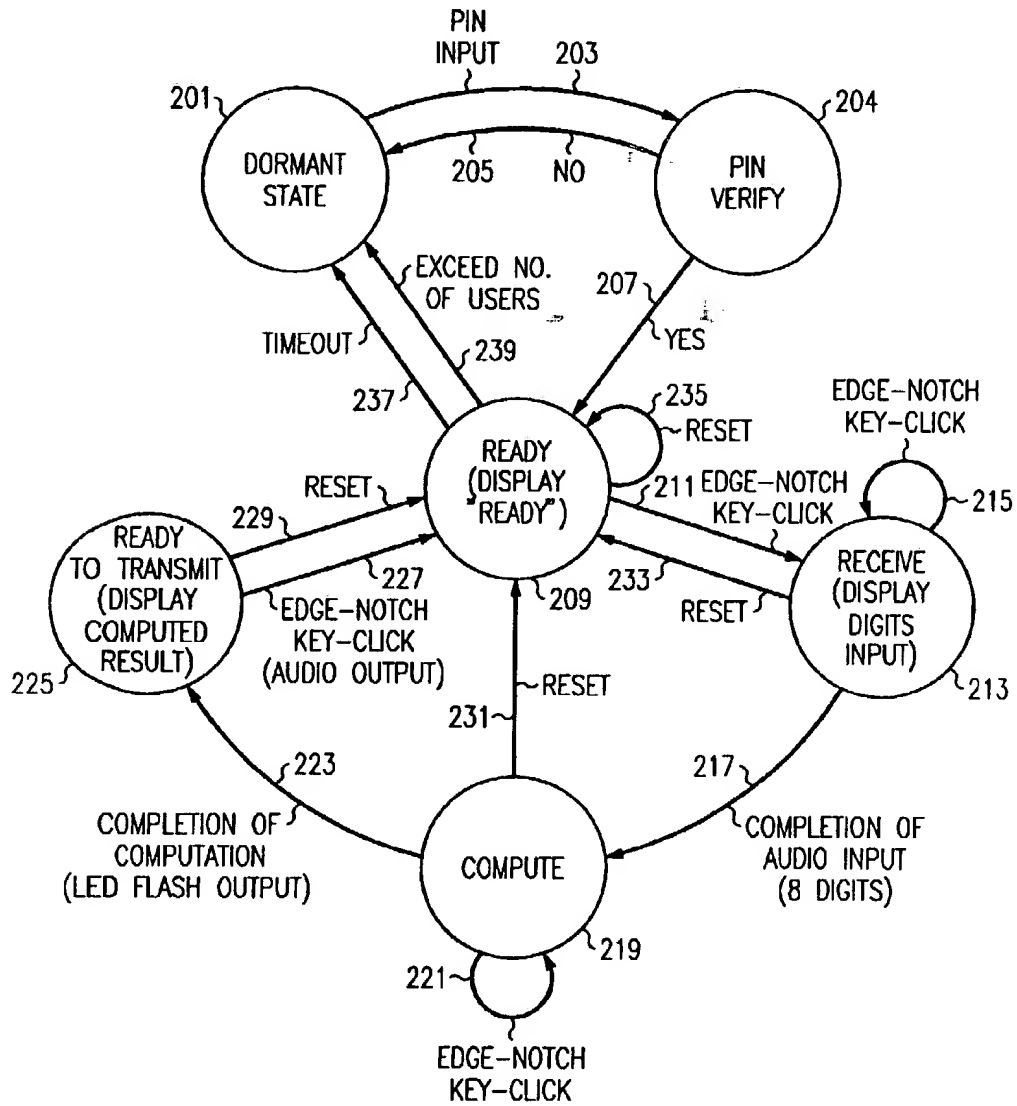 PIN
INPUT
203
201
204
DORMANT
STATE
205
NO
PIN
VERIFY
EXCEED NO.
OF USERS
207
YES
TIMEOUT
239
237
235
RESET
EDGE-NOTCH
KEY-CLICK
READY
(DISPLAY
"READY")
211
EDGE-NOTCH
KEY-CLICK
215
RESET
229
READY
TO TRANSMIT
(DISPLAY
COMPUTED
RESULT)
227
233
209
RESET
RECEIVE
(DISPLAY
DIGITS
INPUT)
EDGE-NOTCH
KEY-CLICK
(AUDIO OUTPUT)
225
213
RESET
231
223
217
COMPLETION OF
COMPUTATION
(LED FLASH OUTPUT)
COMPLETION OF
AUDIO INPUT
(8 DIGITS)
COMPUTE
219
221
EDGE-NOTCH
KEY-CLICK